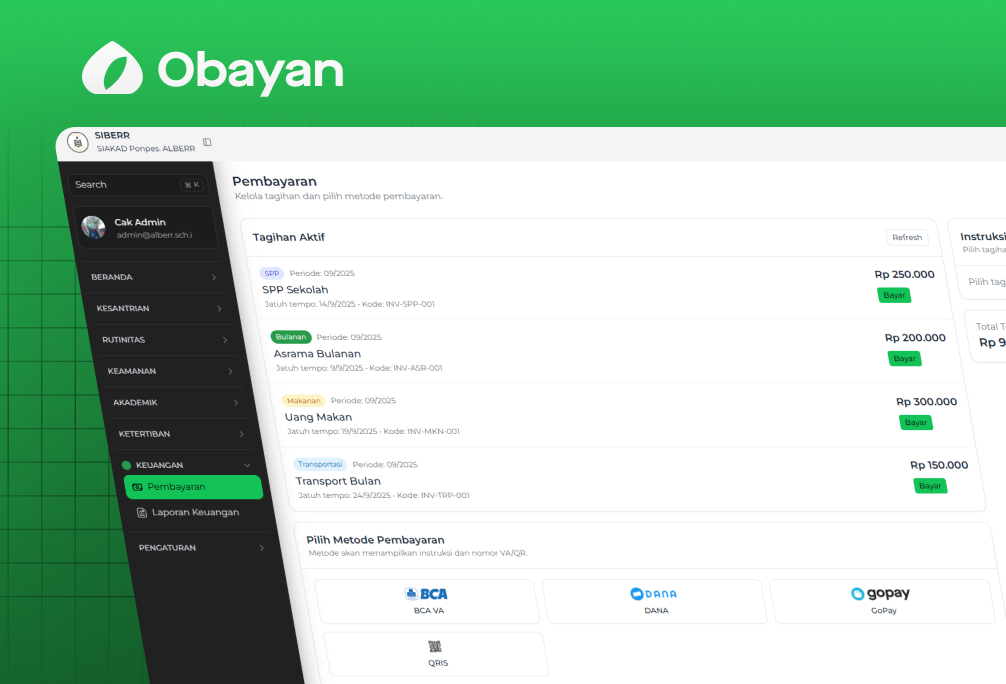 Obayan
SIBERR
SIAKAD Ponpes. ALBERR
Search ⌘ K
Cak Admin
admin@alberr.sch.i
BERANDA
KESANTRIAN
RUTINITAS
KEAMANAN
AKADEMIK
KETERTIBAN
KEUANGAN
Pembayaran
Laporan Keuangan
PENGATURAN
Pembayaran
Kelola tagihan dan pilih metode pembayaran.
Tagihan Aktif
Refresh
SPP Periode: 09/2025
SPP Sekolah
Jatuh tempo: 14/9/2025 • Kode: INV-SPP-001
Rp 250.000
Bayar
Bulanan Periode: 09/2025
Asrama Bulanan
Jatuh tempo: 9/9/2025 • Kode: INV-ASR-001
Rp 200.000
Bayar
Makanan Periode: 09/2025
Uang Makan
Jatuh tempo: 19/9/2025 • Kode: INV-MKN-001
Rp 300.000
Bayar
Transportasi Periode: 09/2025
Transport Bulan
Jatuh tempo: 24/9/2025 • Kode: INV-TRP-001
Rp 150.000
Bayar
Instruksi
Pilih tagiha
Pilih tag
Total T
Rp 9
Pilih Metode Pembayaran
Metode akan menampilkan instruksi dan nomor VA/QR.
BCA
BCA VA
DANA
DANA
gopay
GoPay
QRIS